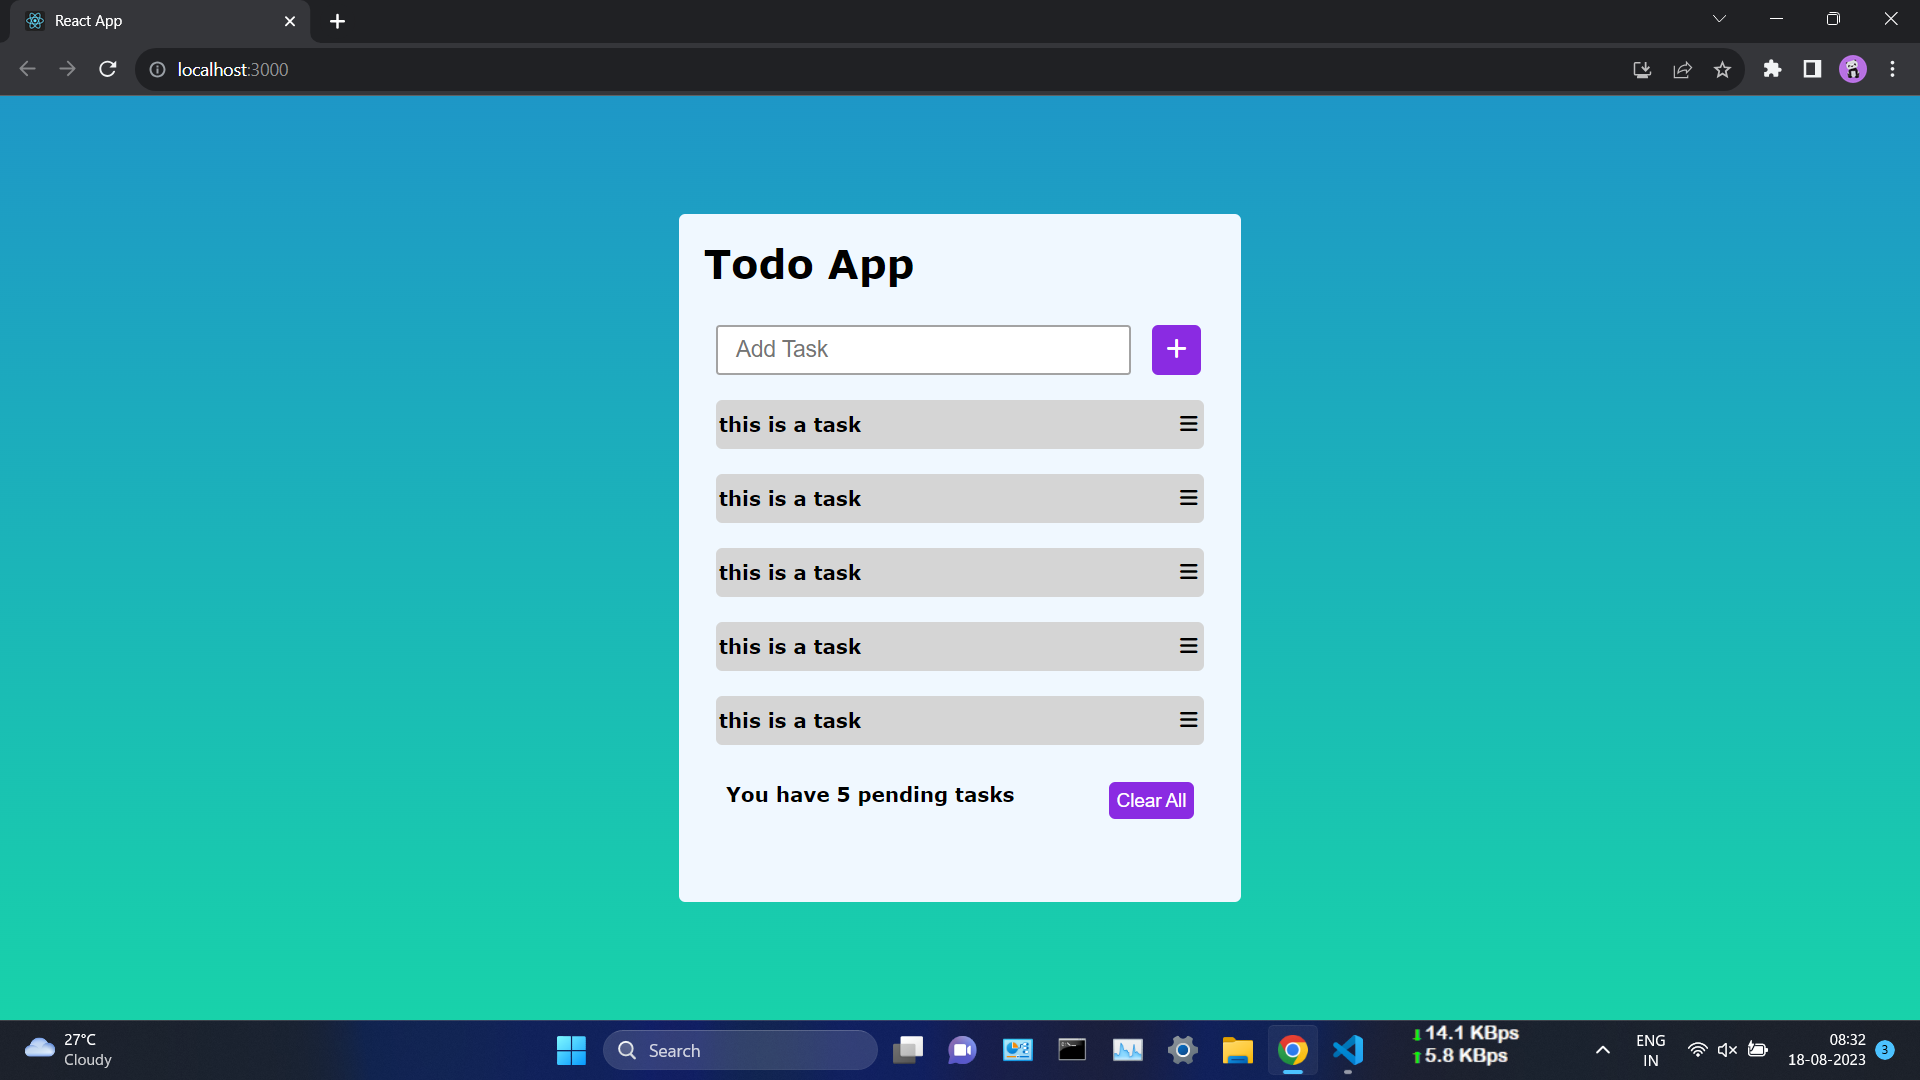 React App
localhost:3000
Todo App
Add Task
+
this is a task
this is a task
this is a task
this is a task
this is a task
You have 5 pending tasks
Clear All
27°C
Cloudy
Search
14.1 KBps
5.8 KBps
ENG
IN
08:32
18-08-2023
3